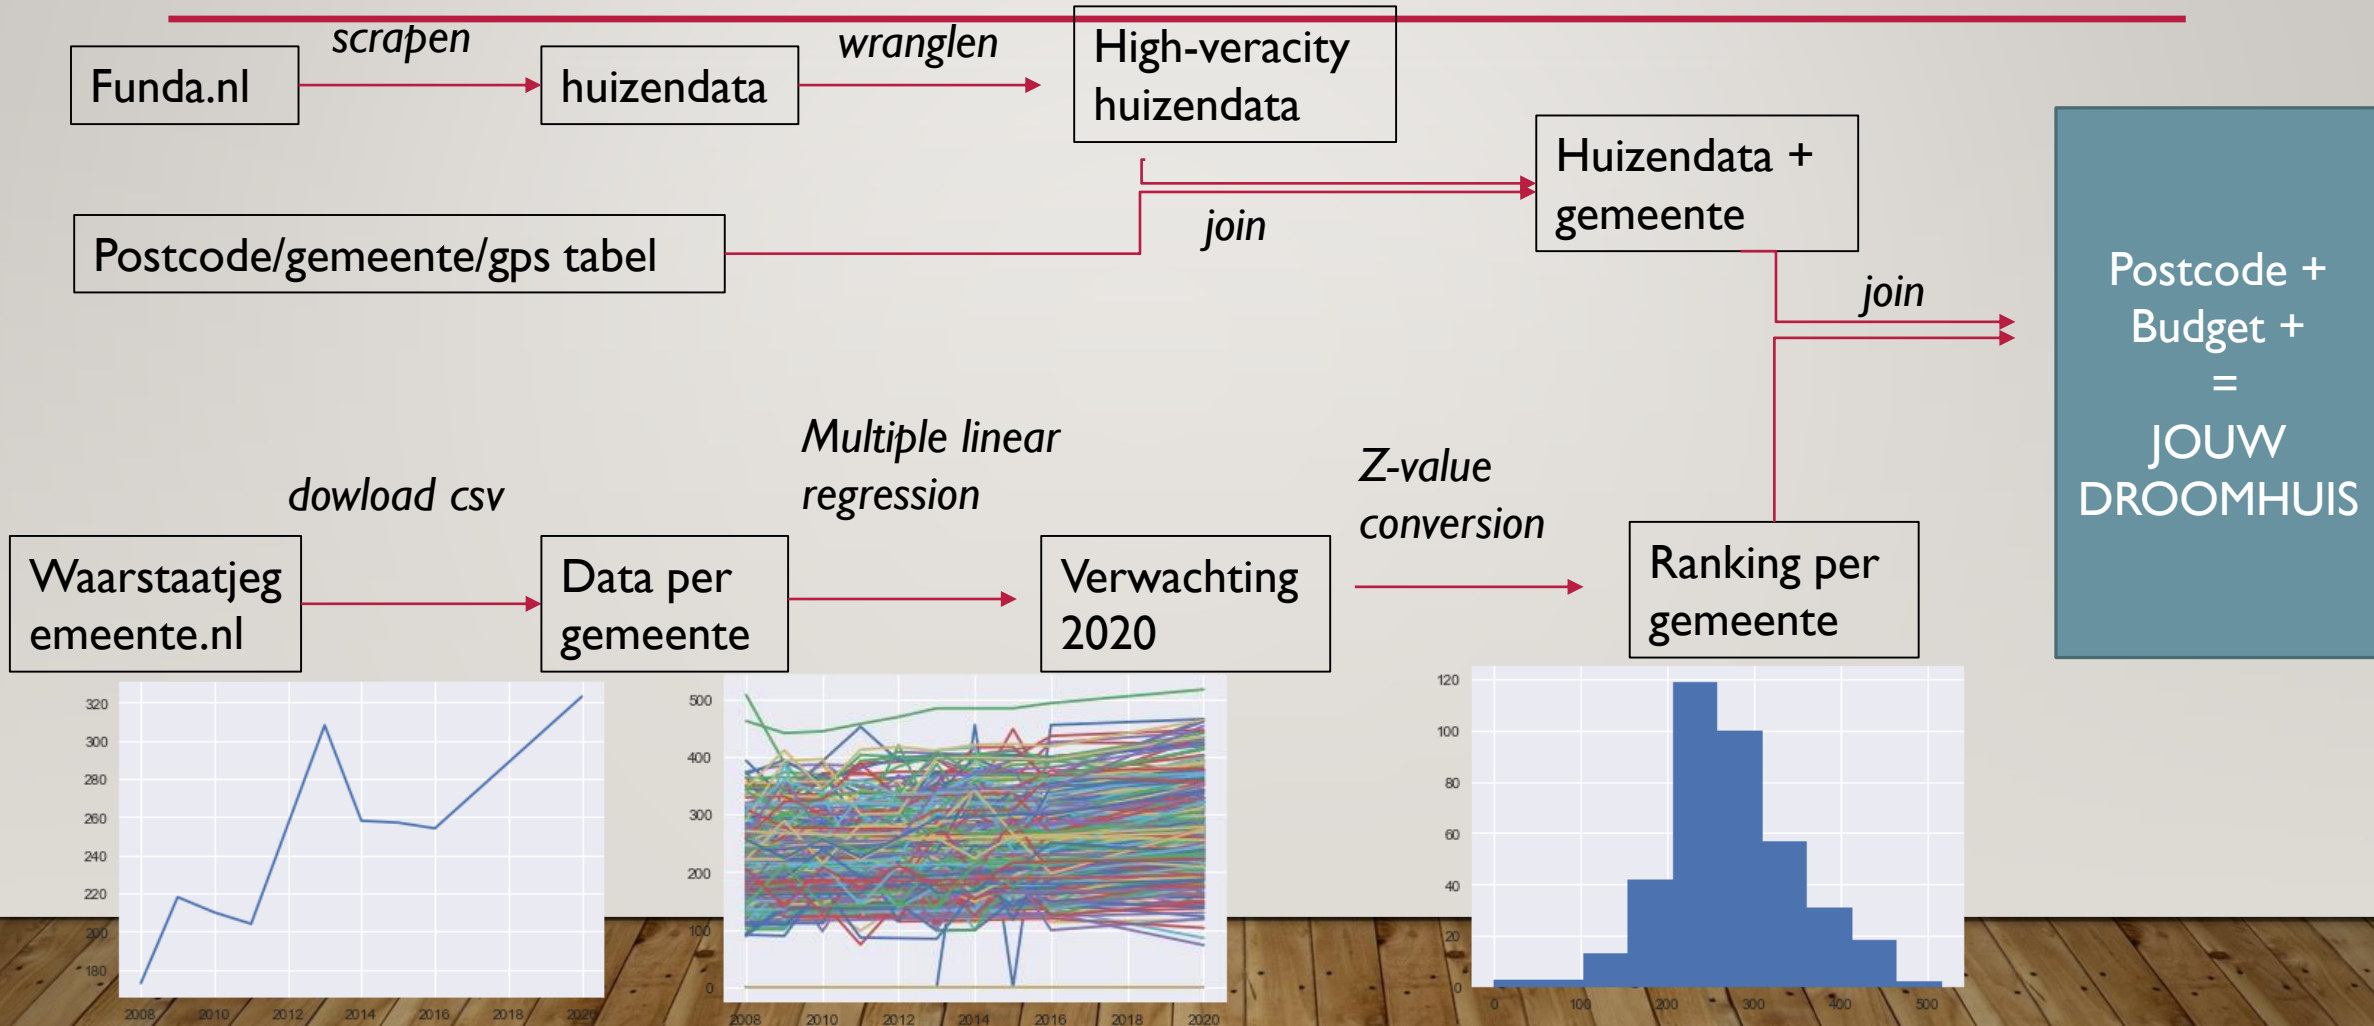 scrapen
wranglen
Funda.nl
huizendata
High-veracity
huizendata
Huizendata +
gemeente
Postcode/gemeente/gps tabel
join
join
Postcode +
Budget +
=
JOUW
DROOMHUIS
dowload csv
Multiple linear
regression
Z-value
conversion
Waarstaatjeg
emeente.nl
Data per
gemeente
Verwachting
2020
Ranking per
gemeente
320
300
280
260
240
220
200
180
2008 2010 2012 2014 2016 2018 2020
500
400
300
200
100
0
2008 2010 2012 2014 2016 2018 2020
120
100
80
60
40
20
0
0 100 200 300 400 500